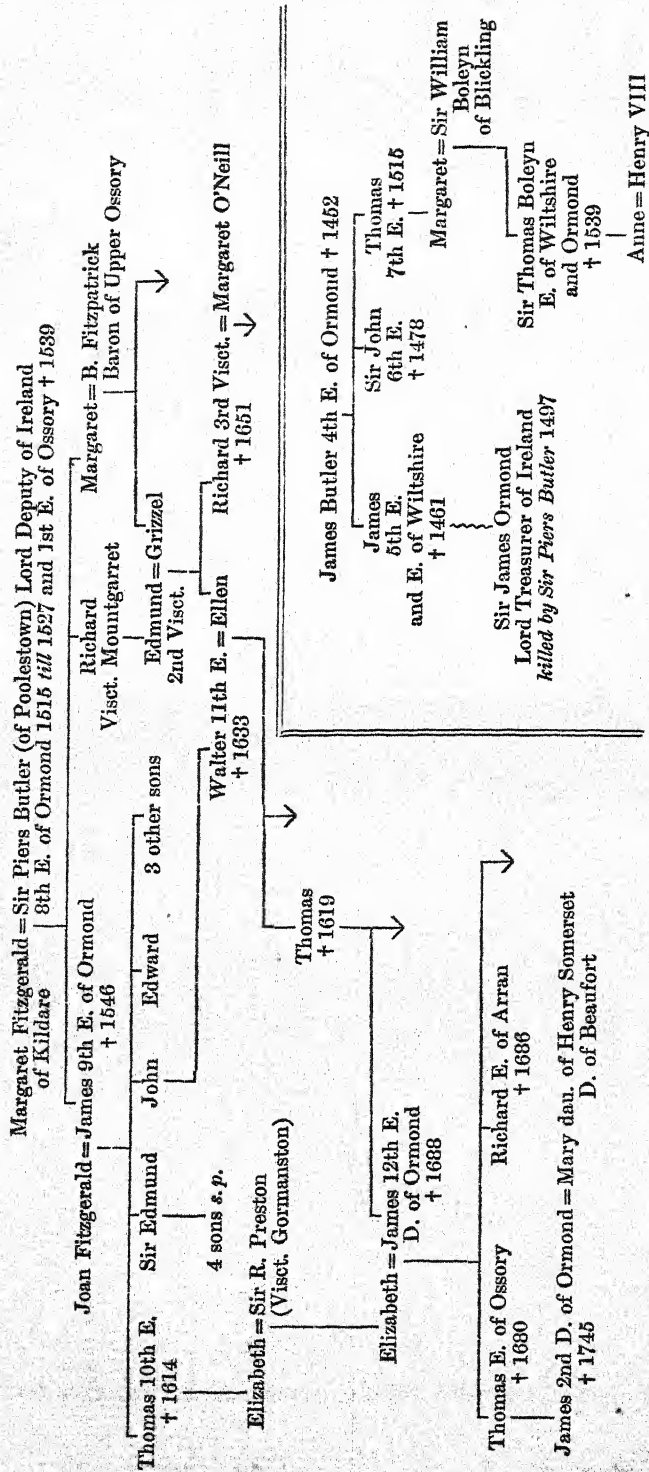 Margaret Fitzgerald = Sir Piers Butler (of Poolestown) Lord Deputy of Ireland
of Kildare 8th E. of Ormond 1515 till 1527 and 1st E. of Ossory † 1539
Joan Fitzgerald = James 9th E. of Ormond
† 1546
Richard
Visct. Mountgarret
Margaret = B. Fitzpatrick
Baron of Upper Ossory
Thomas 10th E.
† 1614
Sir Edmund
John
Edward
3 other sons
Edmund = Grizzel
2nd Visct.
4 sons s.p.
Elizabeth = Sir R. Preston
(Visct. Gormanston)
Walter 11th E. = Ellen
† 1633
Richard 3rd Visct. = Margaret O'Neill
† 1651
Thomas
† 1619
Elizabeth = James 12th E.
D. of Ormond
† 1688
Thomas E. of Ossory
† 1680
Richard E. of Arran
† 1686
James 2nd D. of Ormond = Mary dau. of Henry Somerset
† 1745
D. of Beaufort
James Butler 4th E. of Ormond † 1452
James
5th E.
and E. of Wiltshire
† 1461
Sir John
6th E.
† 1478
Thomas
7th E. † 1515
Sir James Ormond
Lord Treasurer of Ireland
killed by Sir Piers Butler 1497
Margaret = Sir William
Boleyn
of Blickling
Sir Thomas Boleyn
E. of Wiltshire
and Ormond
† 1539
Anne = Henry VIII